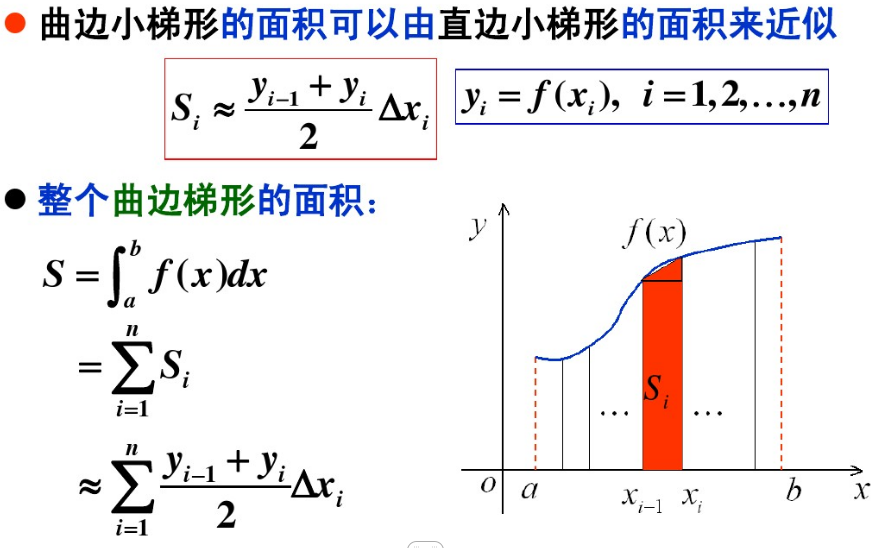 ● 曲边小梯形的面积可以由直边小梯形的面积来近似
S_i ≈ (y_{i−1} + y_i)/2 Δx_i
y_i = f(x_i), i = 1,2,…,n
● 整个曲边梯形的面积：
S = ∫_a^b f(x)dx
= ∑_{i=1}^n S_i
≈ ∑_{i=1}^n (y_{i−1} + y_i)/2 Δx_i
y
f(x)
S_i
… …
o a x_{i−1} x_i b x